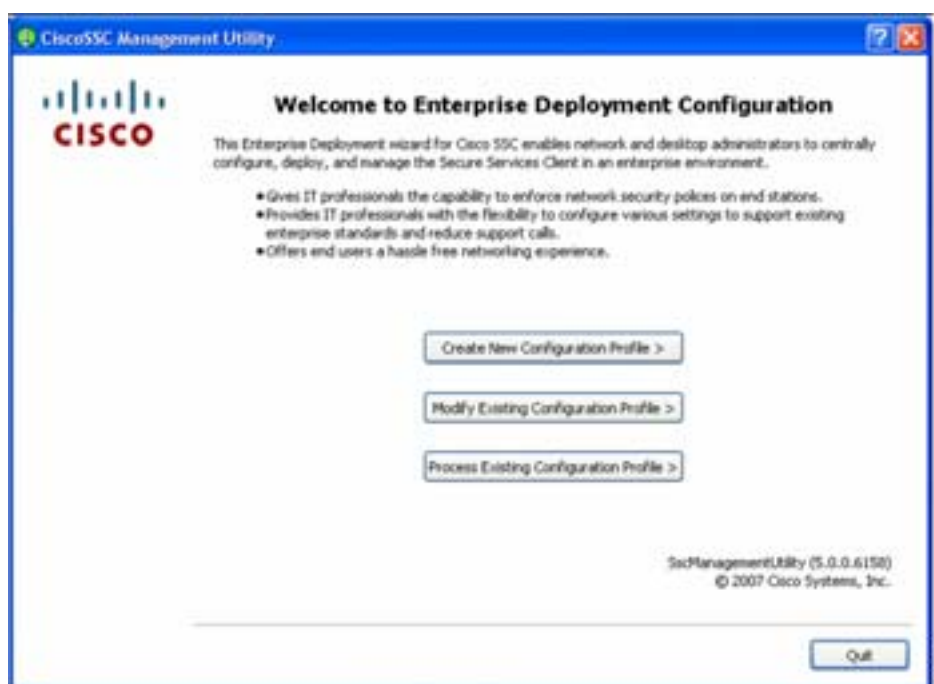 CiscoSSC Management Utility
CISCO
Welcome to Enterprise Deployment Configuration
This Enterprise Deployment wizard for Cisco SSC enables network and desktop administrators to centrally
configure, deploy, and manage the Secure Services Client in an enterprise environment.
•Gives IT professionals the capability to enforce network security polices on end stations.
•Provides IT professionals with the flexibility to configure various settings to support existing
enterprise standards and reduce support calls.
•Offers end users a hassle free networking experience.
Create New Configuration Profile >
Modify Existing Configuration Profile >
Process Existing Configuration Profile >
SscManagementUtility (5.0.0.6158)
© 2007 Cisco Systems, Inc.
Quit